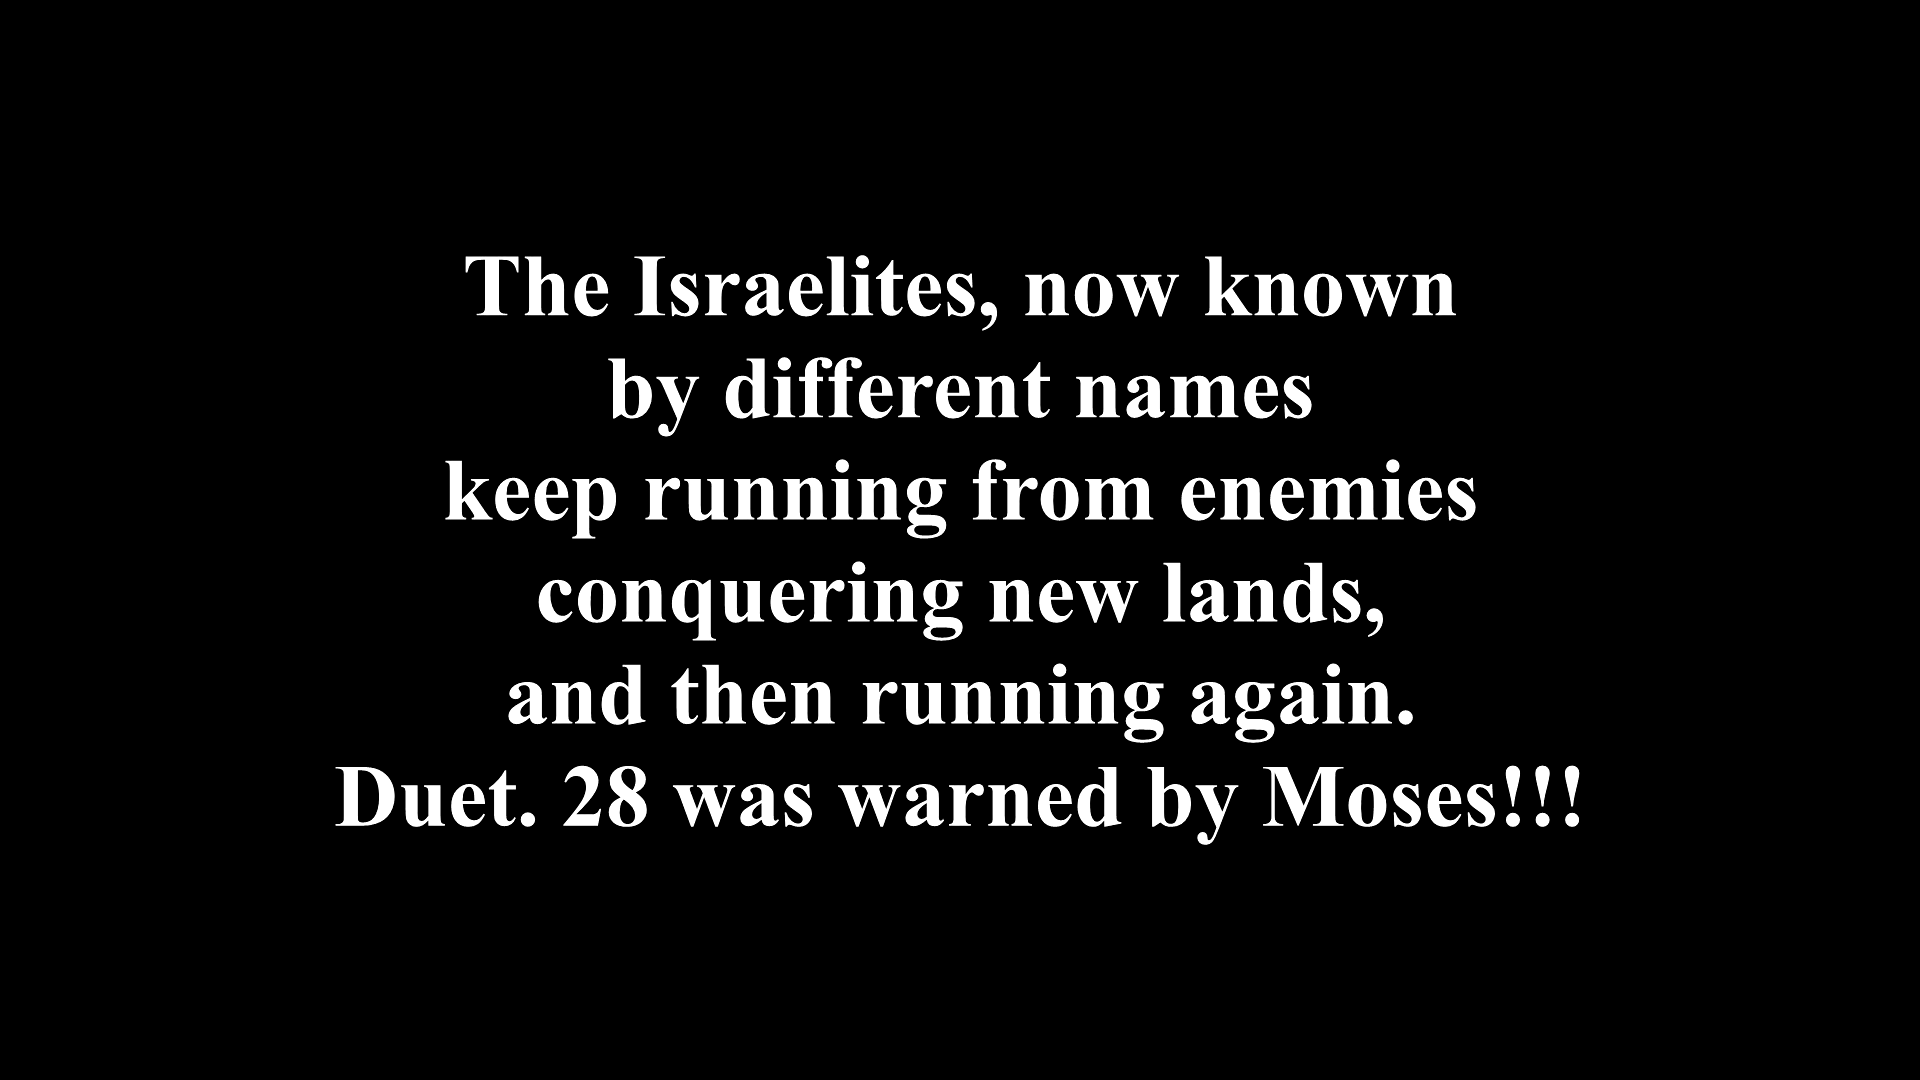 The Israelites, now known
by different names
keep running from enemies
conquering new lands,
and then running again.
Duet. 28 was warned by Moses!!!